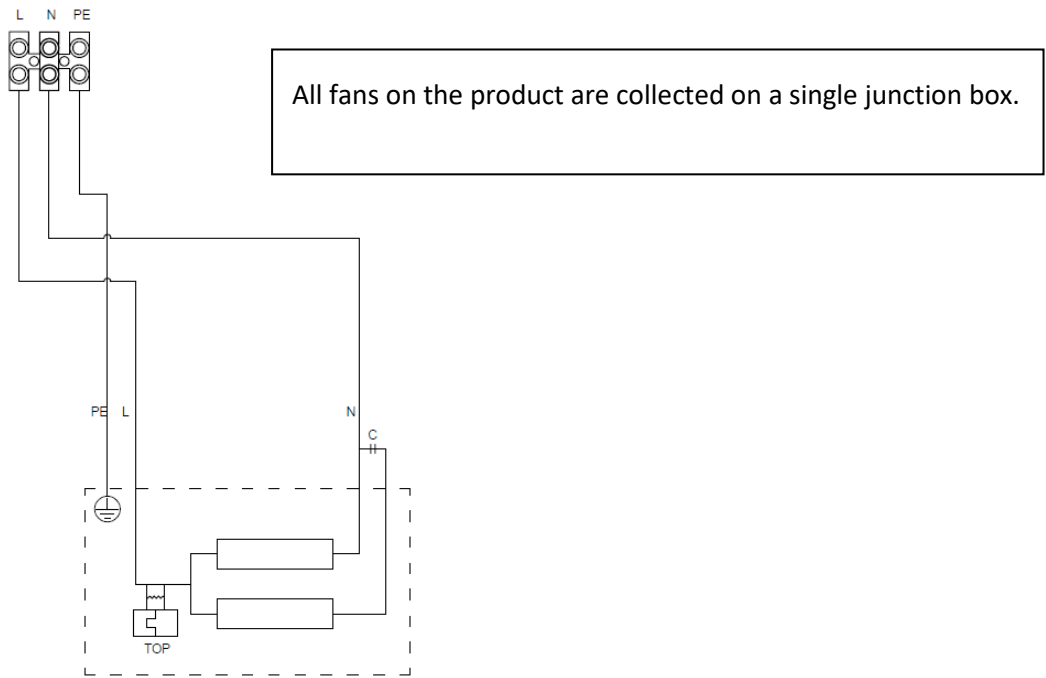 L N PE
All fans on the product are collected on a single junction box.
PE L N
C
TOP